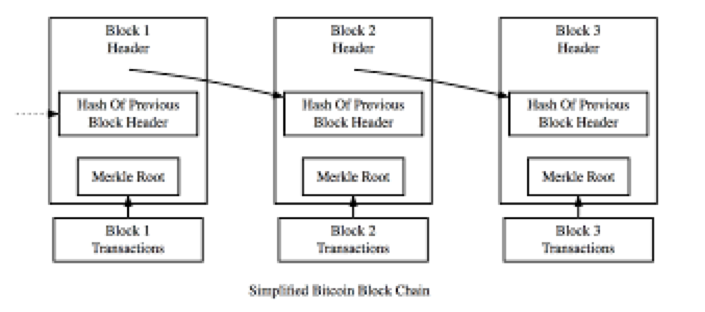 Block 1
Header
Hash Of Previous
Block Header
Merkle Root
Block 1
Transactions
Block 2
Header
Hash Of Previous
Block Header
Merkle Root
Block 2
Transactions
Block 3
Header
Hash Of Previous
Block Header
Merkle Root
Block 3
Transactions
Simplified Bitcoin Block Chain